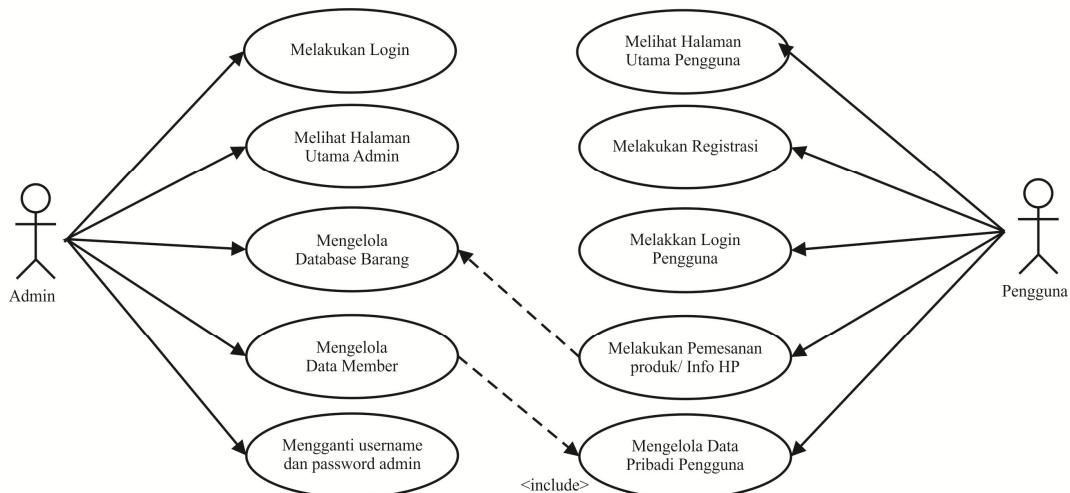 Melakukan Login
Melihat Halaman
Utama Pengguna
Melihat Halaman
Utama Admin
Melakukan Registrasi
Admin
Mengelola
Database Barang
Melakkan Login
Pengguna
Pengguna
Mengelola
Data Member
Melakukan Pemesanan
produk/ Info HP
Mengganti username
dan password admin
Mengelola Data
Pribadi Pengguna
<include>